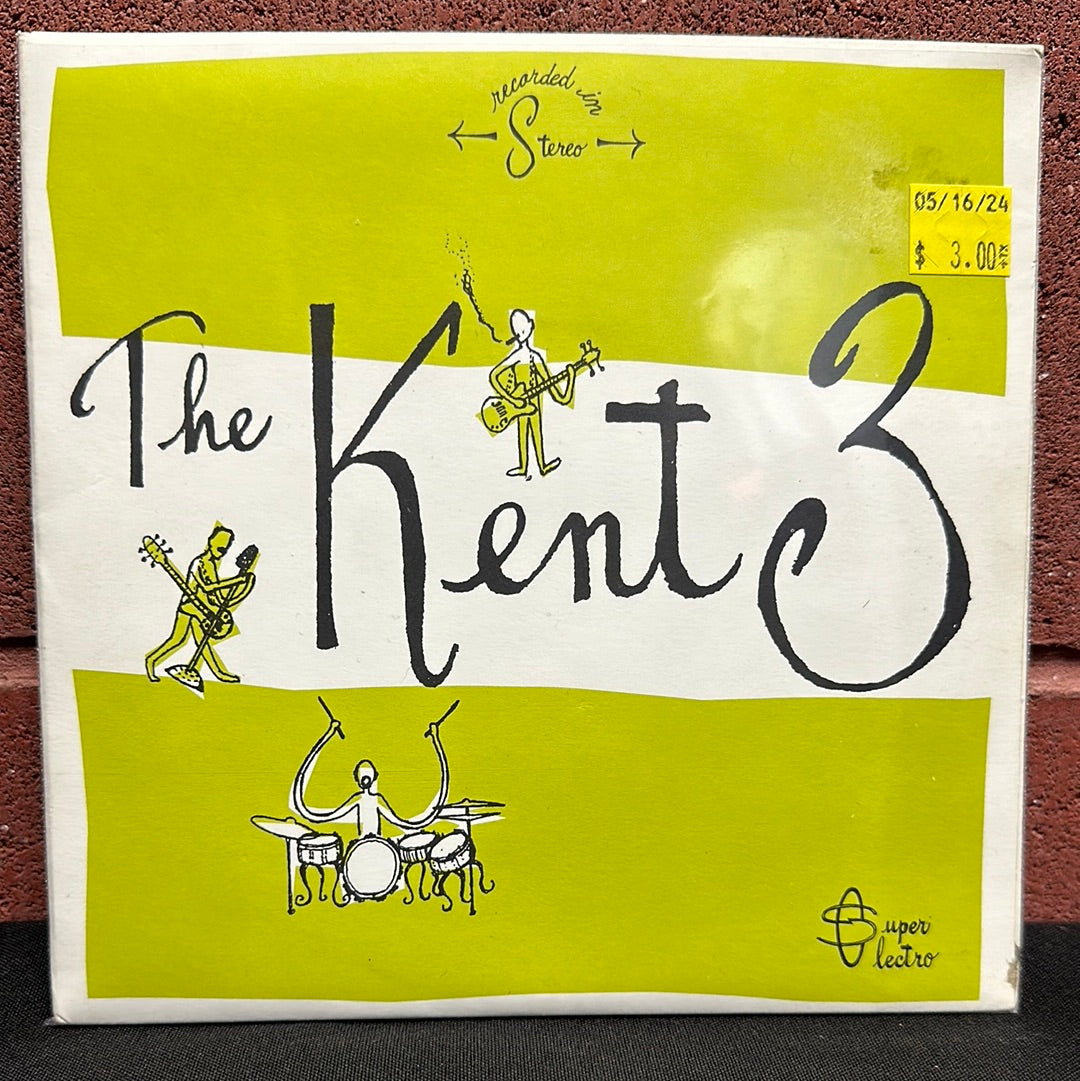 recorded in
Stereo
05/16/24
$ 3.00
The Kent 3
Super
Electro